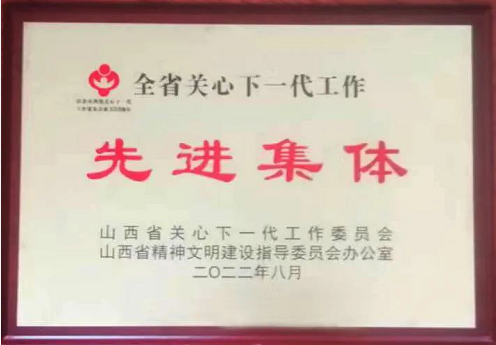 全省关心下一代工作
先进集体
山西省关心下一代工作委员会
山西省精神文明建设指导委员会办公室
二〇二二年八月